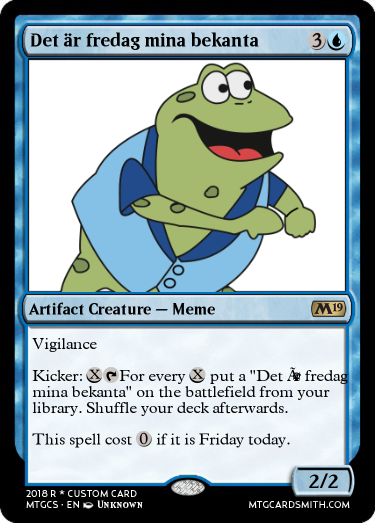 Det är fredag mina bekanta 3
Artifact Creature — Meme
M19
Vigilance
Kicker: X For every X put a "Det Ã fredag
mina bekanta" on the battlefield from your
library. Shuffle your deck afterwards.
This spell cost 0 if it is Friday today.
2/2
2018 R * CUSTOM CARD
MTGCS · EN Unknown
MTGCARDSMITH.COM